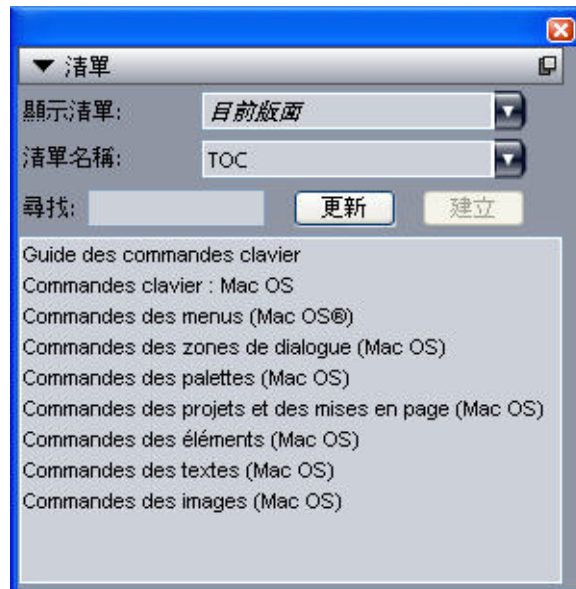 清單
顯示清單: 目前版面
清單名稱: TOC
尋找: 更新 建立
Guide des commandes clavier
Commandes clavier : Mac OS
Commandes des menus (Mac OS®)
Commandes des zones de dialogue (Mac OS)
Commandes des palettes (Mac OS)
Commandes des projets et des mises en page (Mac OS)
Commandes des éléments (Mac OS)
Commandes des textes (Mac OS)
Commandes des images (Mac OS)